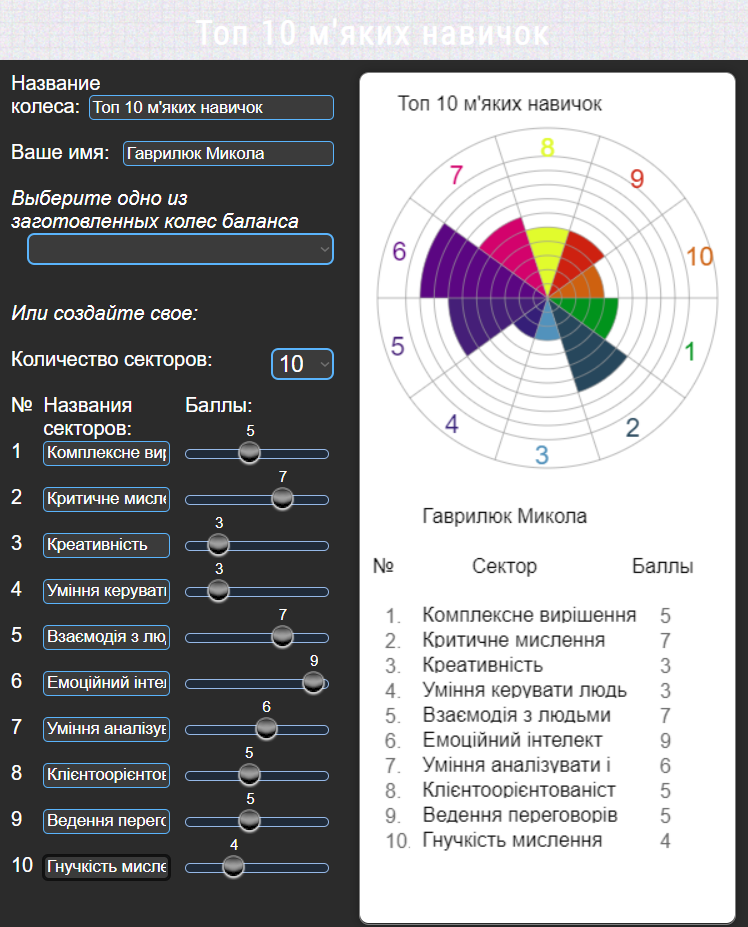 Топ 10 м'яких навичок
Название
колеса: Топ 10 м'яких навичок
Ваше имя: Гаврилюк Микола
Выберите одно из
заготовленных колес баланса
Или создайте свое:
Количество секторов: 10
№ Названия секторов: Баллы:
1 Комплексне вир 5
2 Критичне мисле 7
3 Креативність 3
4 Уміння керувати 3
5 Взаємодія з лю 7
6 Емоційний інтел 9
7 Уміння аналізув 6
8 Клієнтоорієнтов 5
9 Ведення перего 5
10 Гнучкість мисле 4
Топ 10 м'яких навичок
8
7 9
6 10
5 1
4 2
3
Гаврилюк Микола
№ Сектор Баллы
1. Комплексне вирішення 5
2. Критичне мислення 7
3. Креативність 3
4. Уміння керувати людь 3
5. Взаємодія з людьми 7
6. Емоційний інтелект 9
7. Уміння аналізувати і 6
8. Клієнтоорієнтованіст 5
9. Ведення переговорів 5
10. Гнучкість мислення 4